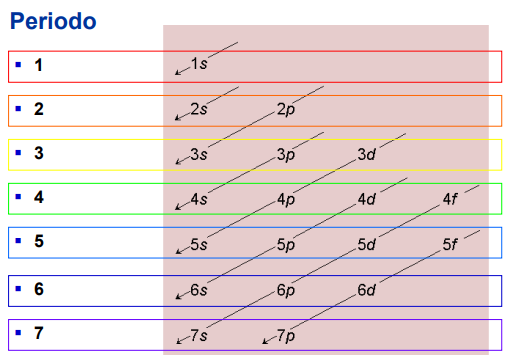 Periodo
1 1s
2 2s 2p
3 3s 3p 3d
4 4s 4p 4d 4f
5 5s 5p 5d 5f
6 6s 6p 6d
7 7s 7p